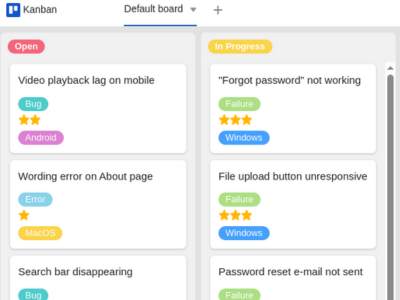 Kanban
Default board
Open
Video playback lag on mobile
Bug
Android
Wording error on About page
Error
MacOS
Search bar disappearing
Bug
In Progress
"Forgot password" not working
Failure
Windows
File upload button unresponsive
Failure
Windows
Password reset e-mail not sent
Failure